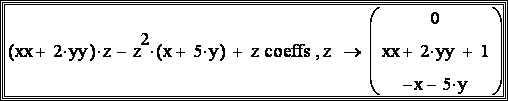 (xx + 2·yy)·z − z²·(x + 5·y) + z coeffs , z → ( 0
xx + 2·yy + 1
−x − 5·y )